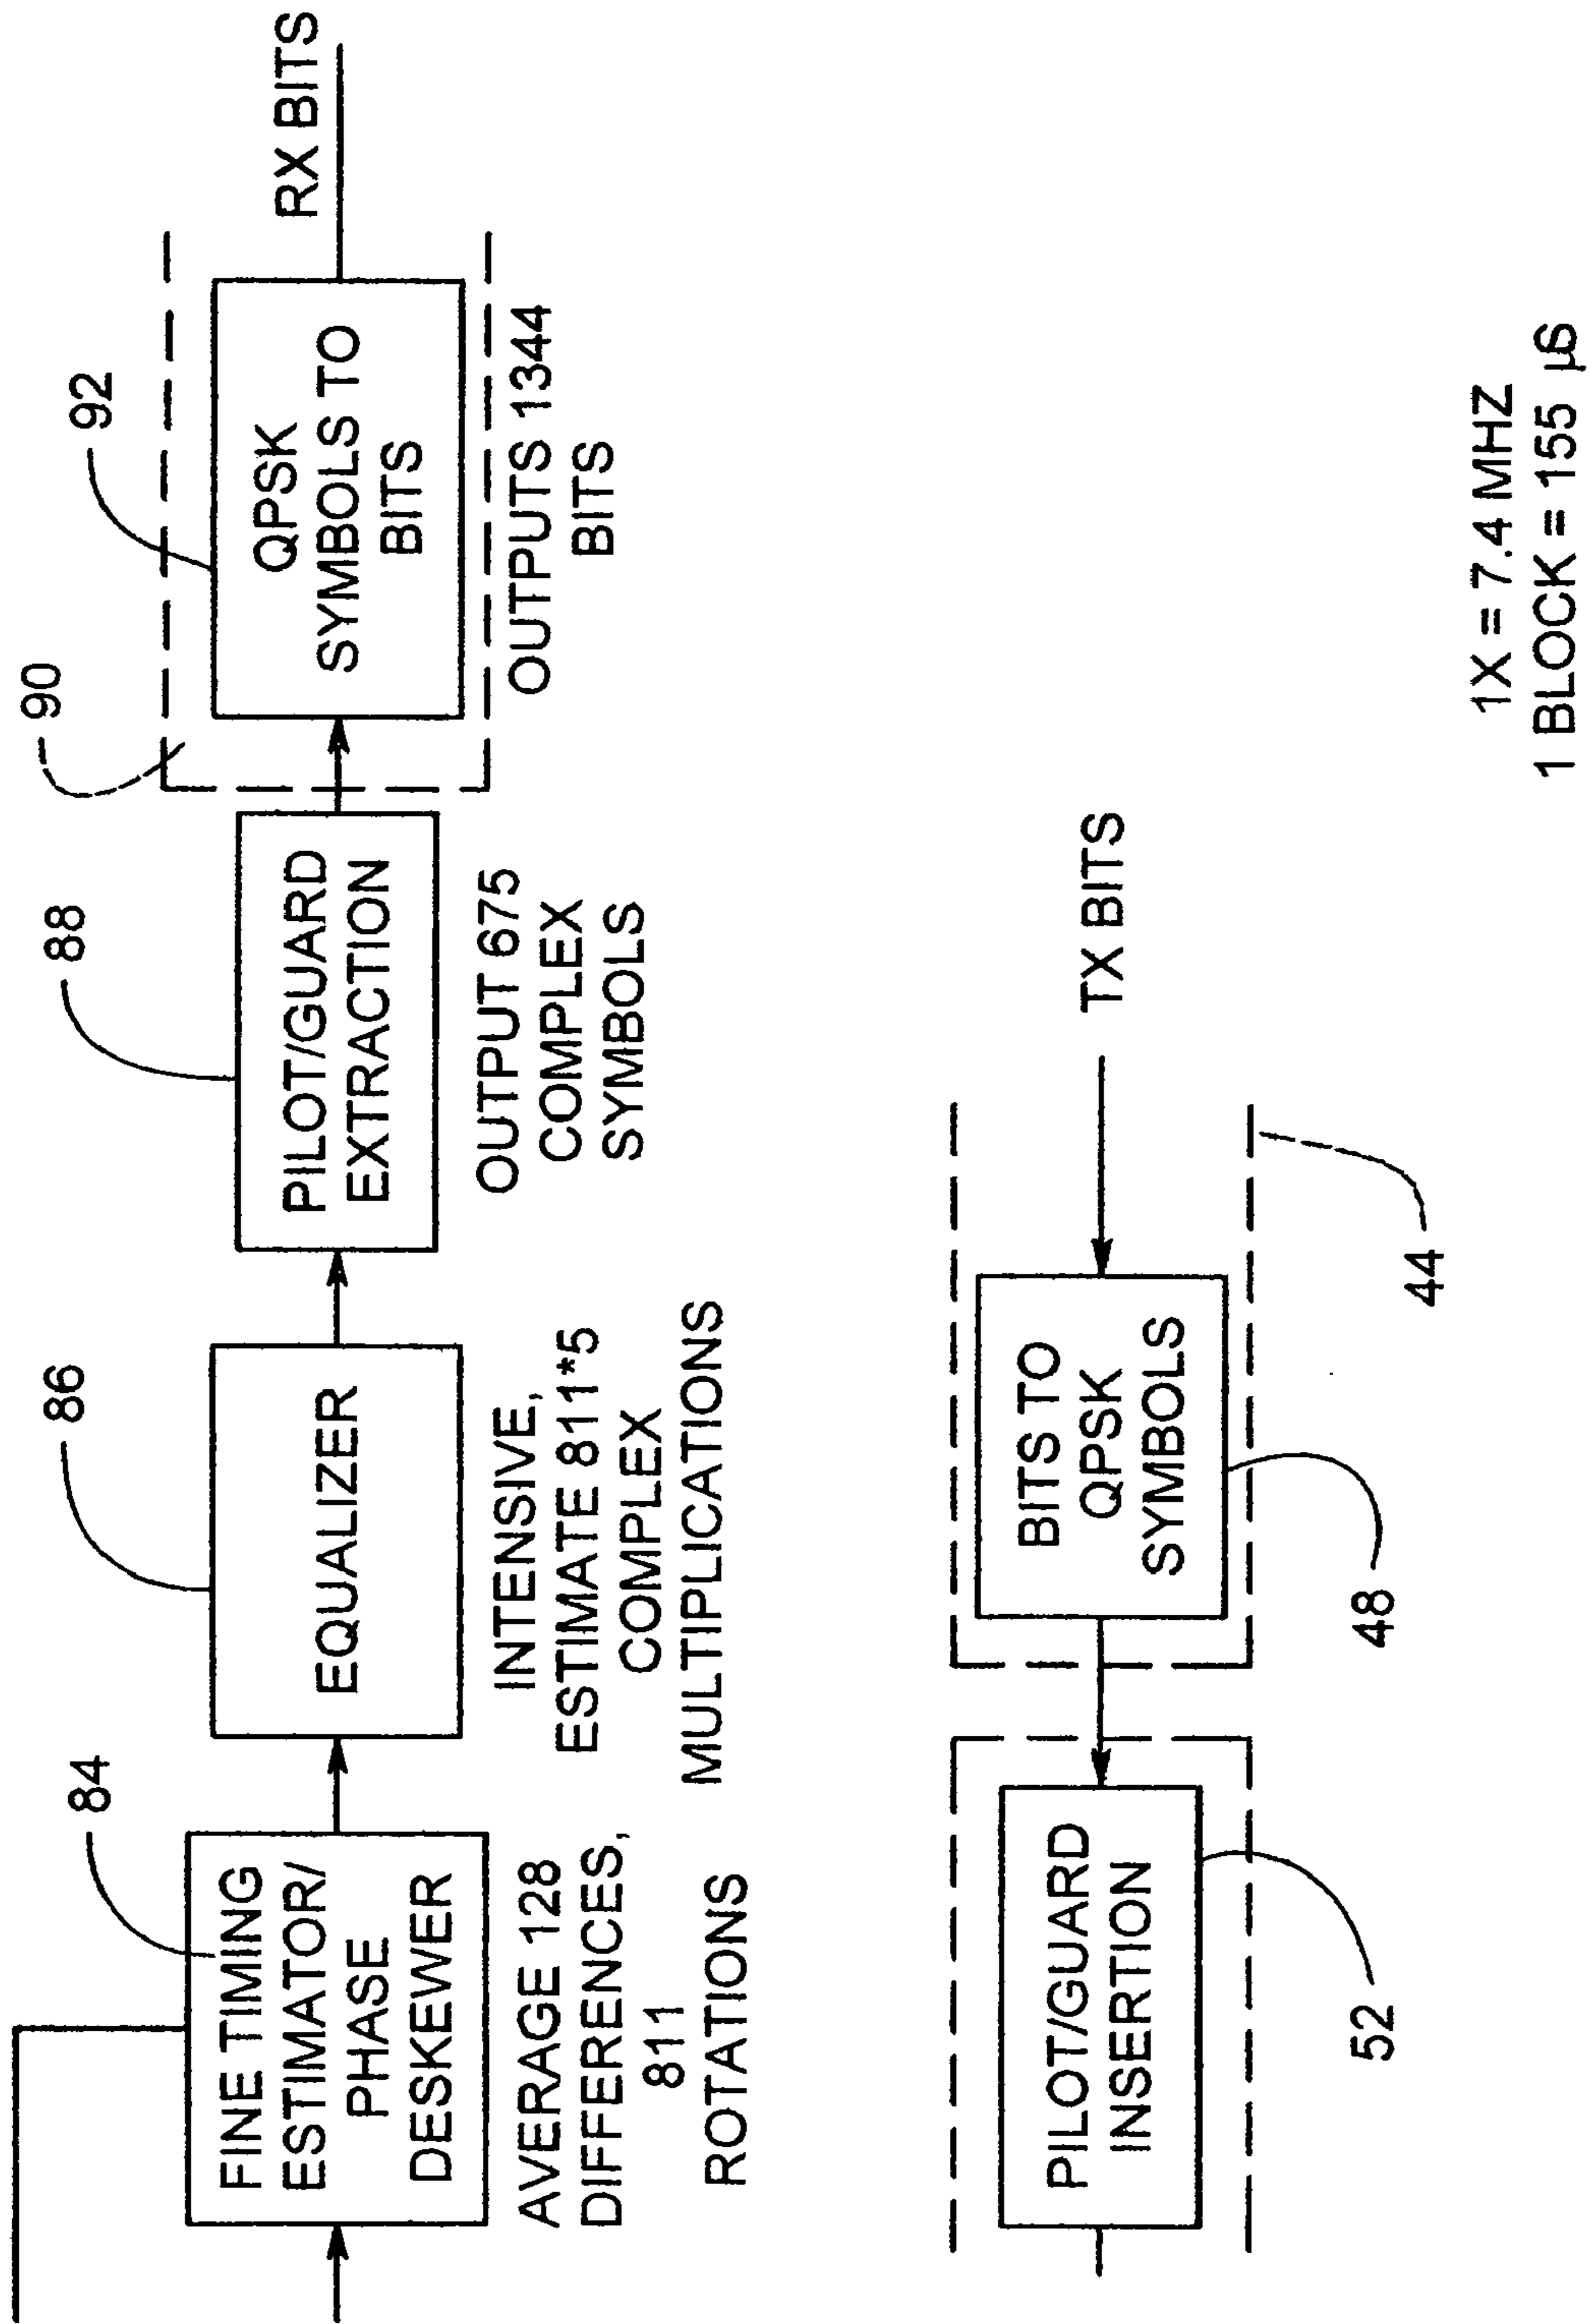 84
FINE TIMING
ESTIMATOR/
PHASE
DESKEWER
AVERAGE 128
DIFFERENCES,
811
ROTATIONS
86
EQUALIZER
INTENSIVE,
ESTIMATE 811*5
COMPLEX
MULTIPLICATIONS
88
PILOT/GUARD
EXTRACTION
OUTPUT 675
COMPLEX
SYMBOLS
90
92
QPSK
SYMBOLS TO
BITS
OUTPUTS 1344
BITS
RX BITS
PILOT/GUARD
INSERTION
52
BITS TO
QPSK
SYMBOLS
48
44
TX BITS
1X = 7.4 MHZ
1 BLOCK = 155 µS